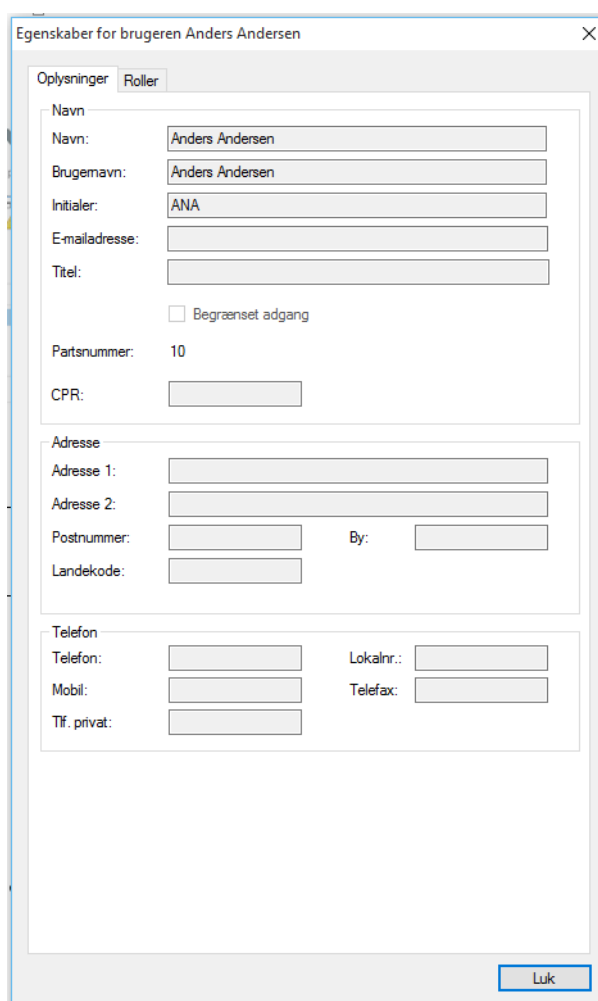 Egenskaber for brugeren Anders Andersen
Oplysninger Roller
Navn
Navn: Anders Andersen
Brugernavn: Anders Andersen
Initialer: ANA
E-mailadresse:
Titel:
Begrænset adgang
Partsnummer: 10
CPR:
Adresse
Adresse 1:
Adresse 2:
Postnummer: By:
Landekode:
Telefon
Telefon: Lokalnr.:
Mobil: Telefax:
Tlf. privat:
Luk